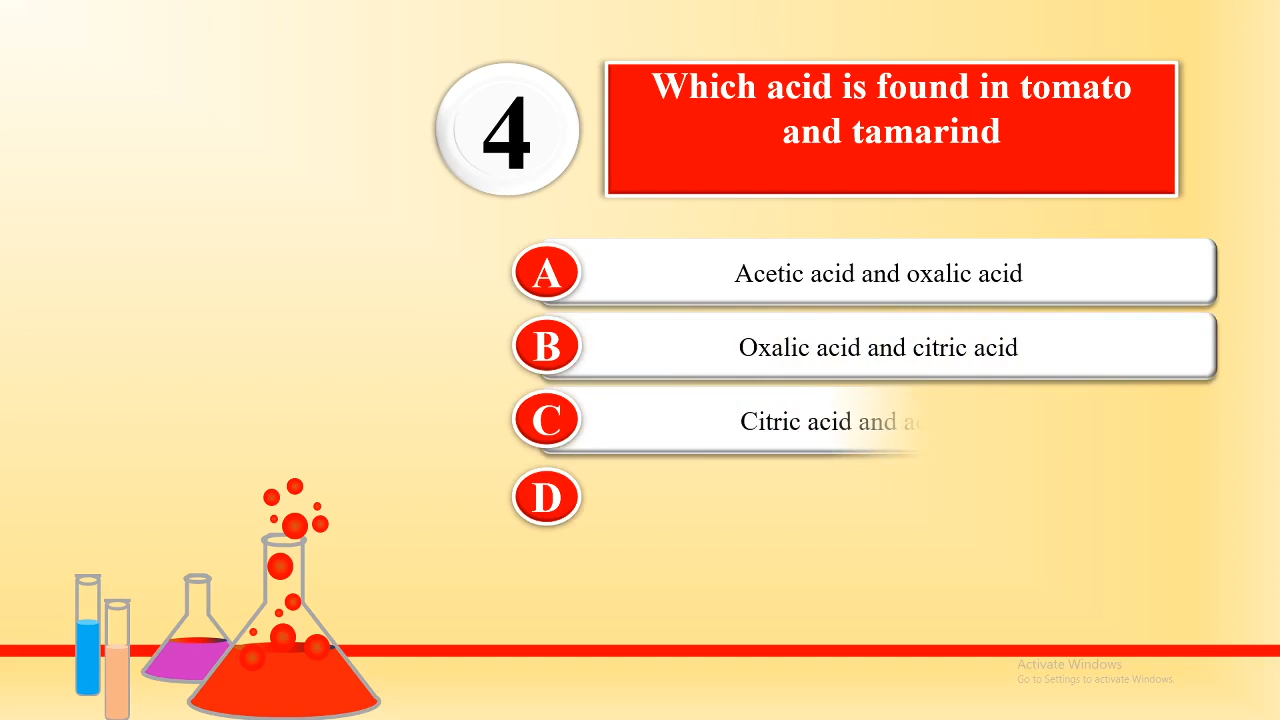 4
Which acid is found in tomato
and tamarind
A
Acetic acid and oxalic acid
B
Oxalic acid and citric acid
C
Citric acid and
D
Activate Windows
Go to Settings to activate Windows.